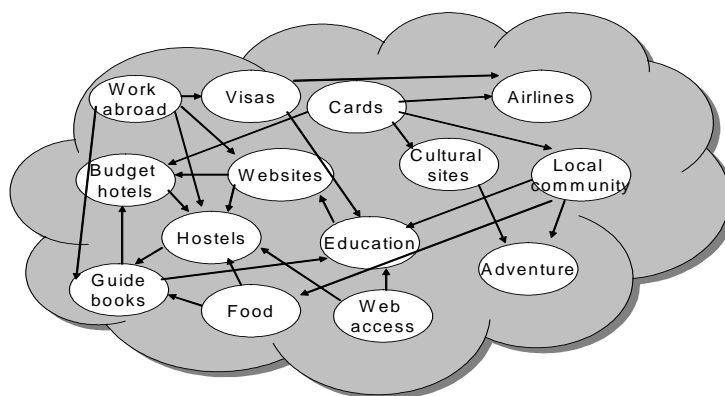 Work
abroad
Visas
Cards
Airlines
Budget
hotels
Websites
Cultural
sites
Local
community
Hostels
Education
Adventure
Guide
books
Food
Web
access